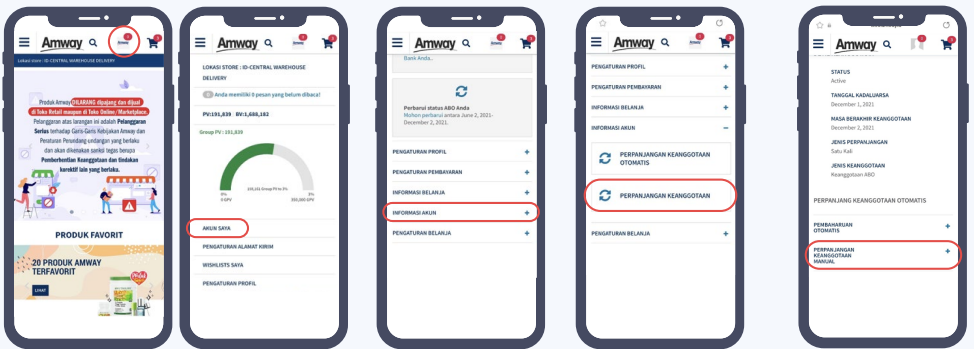 Amway
Lokasi store : ID CENTRAL WAREHOUSE DELIVERY
Produk Amway DILARANG dipajang dan dijual
di Toko Retail maupun di Toko Online / Marketplace.
Pelanggaran atas larangan ini adalah Pelanggaran
Serius terhadap Garis-Garis Kebijakan Amway dan
Peraturan Perundang-undangan yang berlaku
dan akan dikenakan sanksi tegas berupa
Pemberhentian Keanggotaan dan tindakan
korektif lain yang berlaku.
PRODUK FAVORIT
20 PRODUK AMWAY
TERFAVORIT
LIHAT
Amway
LOKASI STORE : ID-CENTRAL WAREHOUSE
DELIVERY
0 Anda memiliki 0 pesan yang belum dibaca!
PV:191,839 BV:1,688,182
Group PV : 191,839
0%
0 GPV
3%
AKUN SAYA
PENGATURAN ALAMAT KIRIM
WISHLISTS SAYA
PENGATURAN PROFIL
Amway
Bank Anda..
Perbarui status ABO Anda
Mohon perbarui antara June 2, 2021-
December 2, 2021.
PENGATURAN PROFIL +
PENGATURAN PEMBAYARAN +
INFORMASI BELANJA +
INFORMASI AKUN +
PENGATURAN BELANJA +
Amway
PENGATURAN PROFIL +
PENGATURAN PEMBAYARAN +
INFORMASI BELANJA +
INFORMASI AKUN −
PERPANJANGAN KEANGGOTAAN
OTOMATIS
PERPANJANGAN KEANGGOTAAN
PENGATURAN BELANJA +
Amway
STATUS
Active
TANGGAL KADALUARSA
December 1, 2021
MASA BERAKHIR KEANGGOTAAN
December 2, 2021
JENIS PERPANJANGAN
Satu Kali
JENIS KEANGGOTAAN
Keanggotaan ABO
PERPANJANG KEANGGOTAAN OTOMATIS
PEMBAHARUAN
OTOMATIS +
PERPANJANGAN
KEANGGOTAAN
MANUAL +